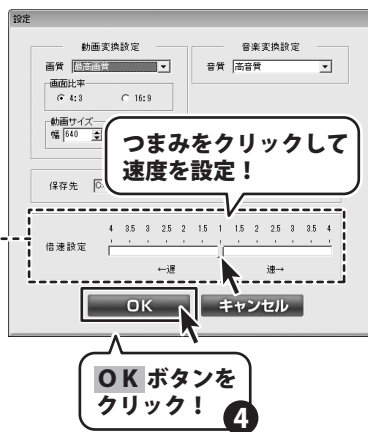 設定
動画変換設定
音楽変換設定
画質 最高画質
音質 高音質
画面比率
4:3 16:9
動画サイズ
幅 640
つまみをクリックして
速度を設定！
保存先 C:
4 3.5 3 2.5 2 1.5 1 1.5 2 2.5 3 3.5 4
倍速設定
←遅 速→
OK キャンセル
OK ボタンを
クリック！
4